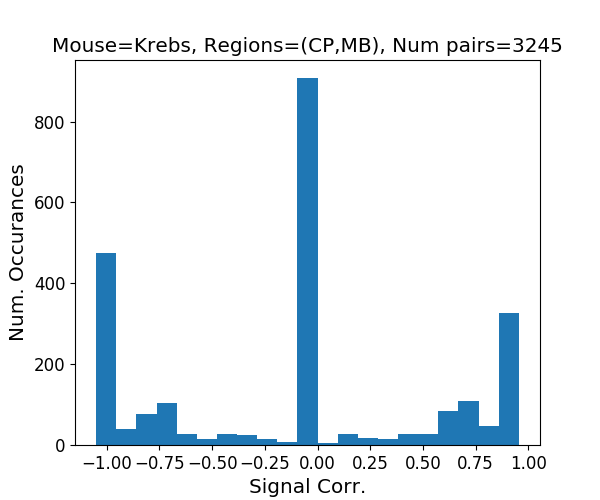 Mouse=Krebs, Regions=(CP,MB), Num pairs=3245
Num. Occurances
800
600
400
200
0
−1.00 −0.75 −0.50 −0.25 0.00 0.25 0.50 0.75 1.00
Signal Corr.